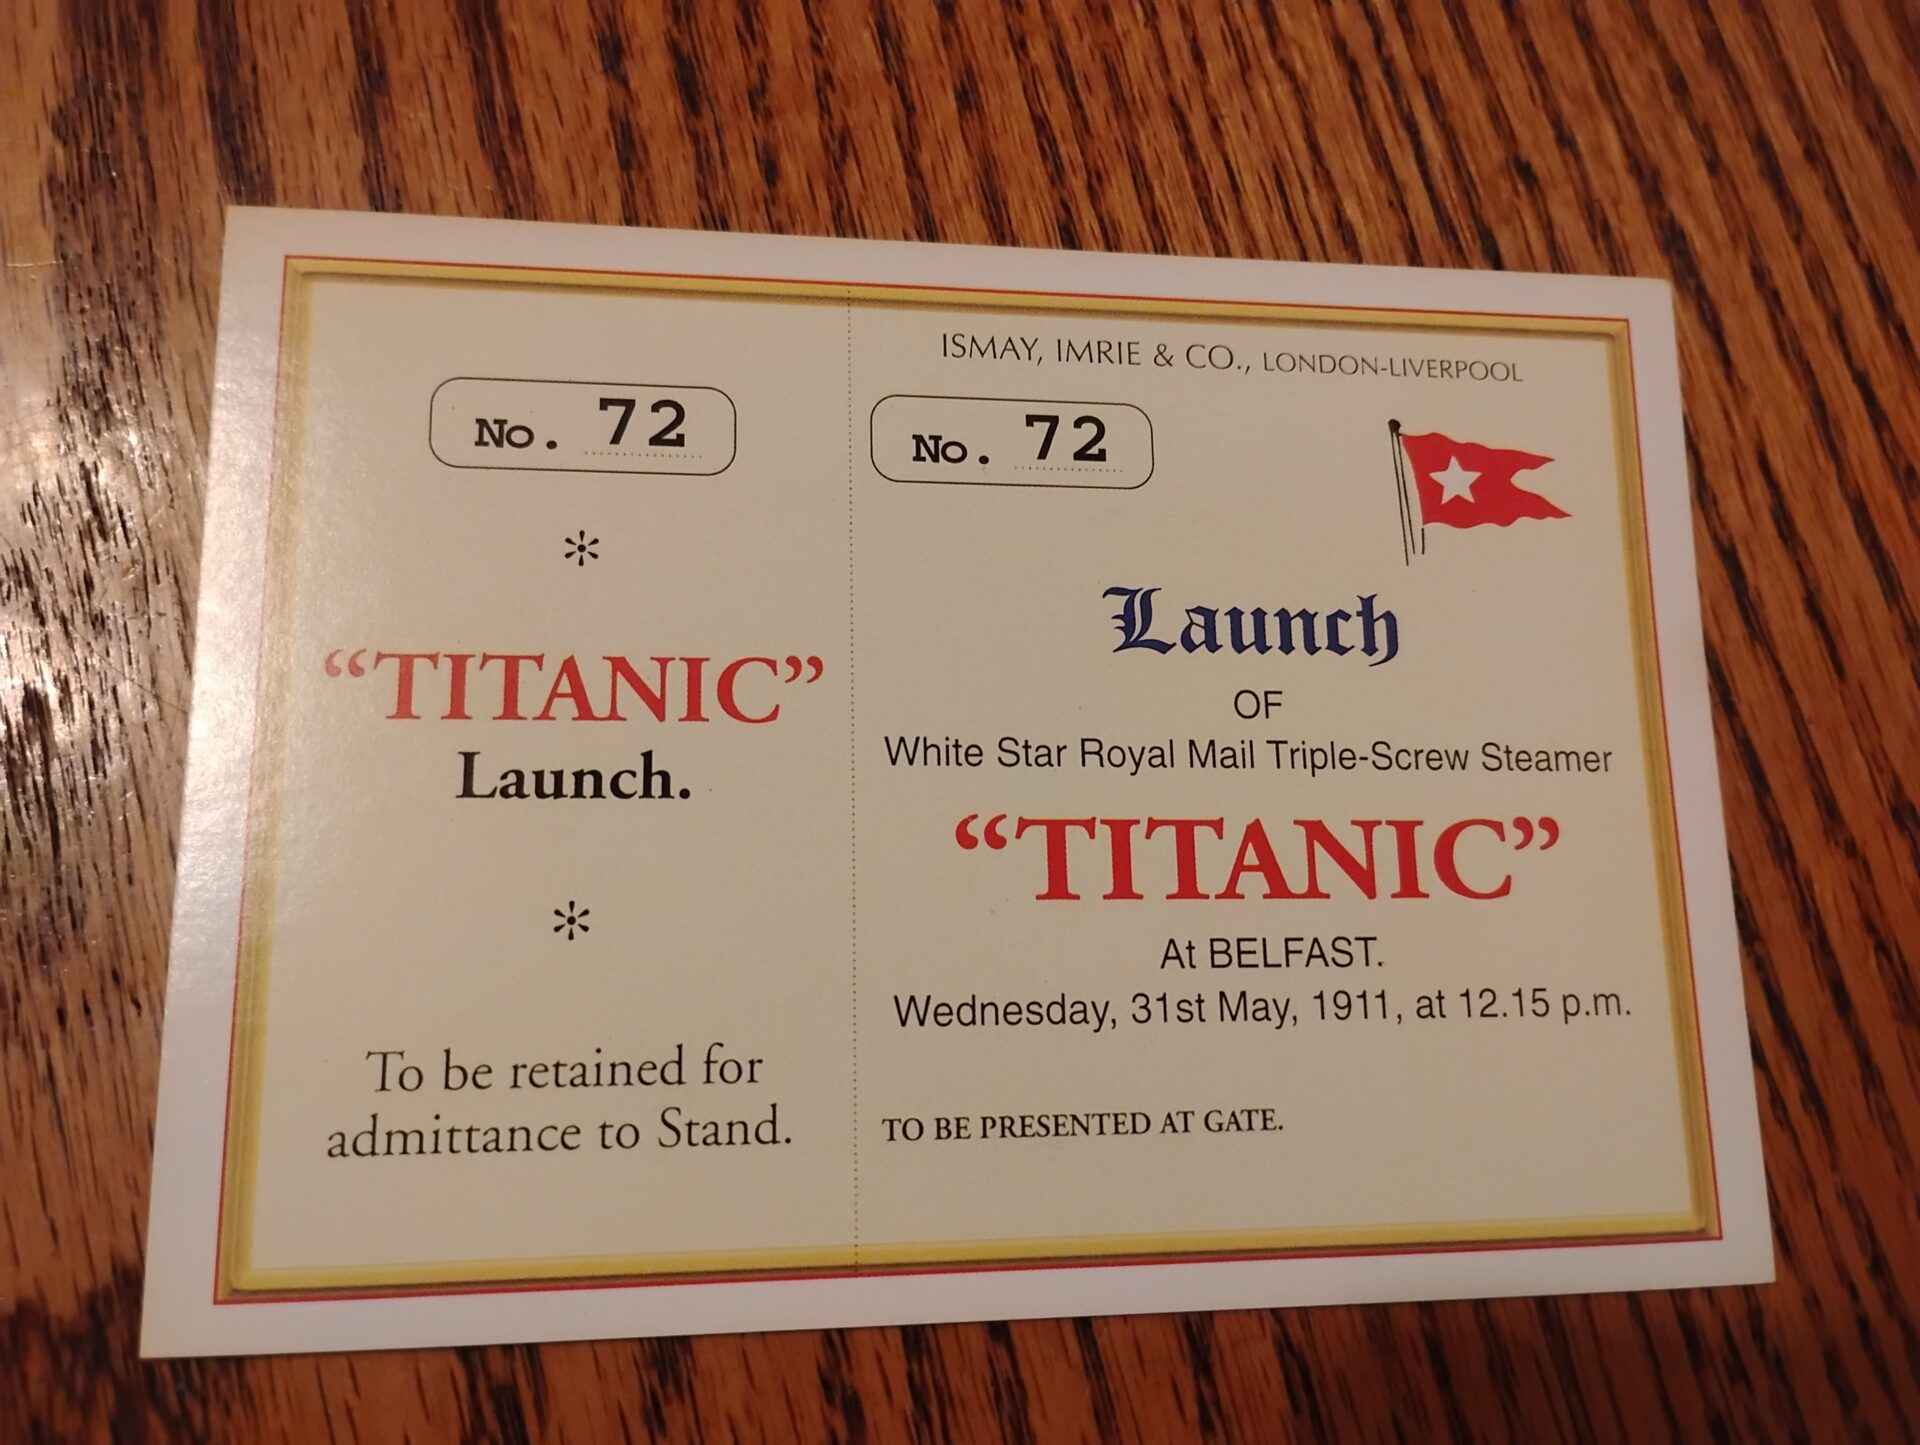 No. 72
*
“TITANIC”
Launch.
*
To be retained for
admittance to Stand.
ISMAY, IMRIE & CO., LONDON-LIVERPOOL
No. 72
Launch
OF
White Star Royal Mail Triple-Screw Steamer
“TITANIC”
At BELFAST.
Wednesday, 31st May, 1911, at 12.15 p.m.
TO BE PRESENTED AT GATE.